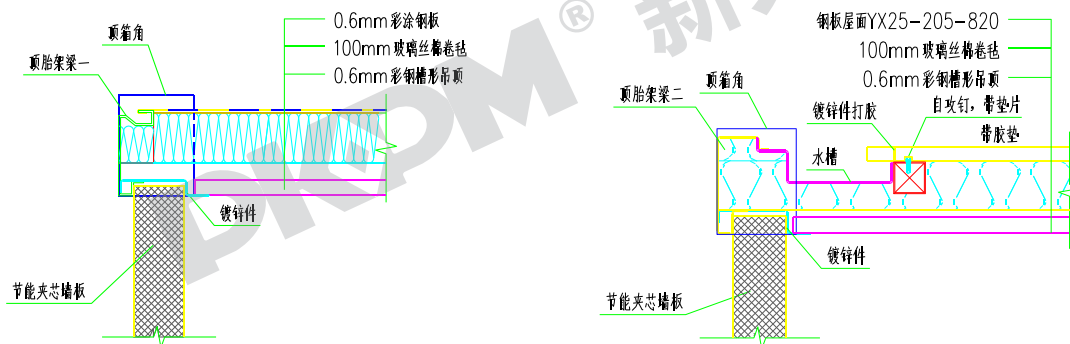 0.6mm彩涂钢板
100mm玻璃丝棉卷毡
0.6mm彩钢槽形吊顶
顶箱角
顶胎架梁一
镀锌件
节能夹芯墙板
钢板屋面YX25-205-820
100mm玻璃丝棉卷毡
0.6mm彩钢槽形吊顶
顶箱角
顶胎架梁二
镀锌件打胶
自攻钉，带垫片
带胶垫
水槽
镀锌件
节能夹芯墙板
PKPM®